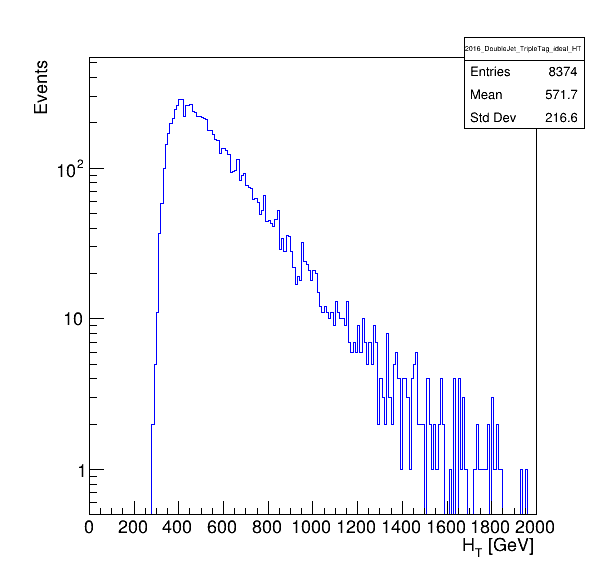 2016_DoubleJet_TripleTag_ideal_HT
Entries 8374
Mean 571.7
Std Dev 216.6
Events
10²
10
1
0 200 400 600 800 1000 1200 1400 1600 1800 2000
H_T [GeV]